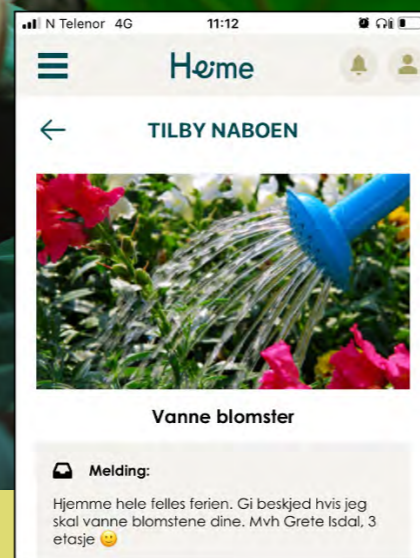 N Telenor 4G 11:12
Heime
TILBY NABOEN
Vanne blomster
Melding:
Hjemme hele felles ferien. Gi beskjed hvis jeg
skal vanne blomstene dine. Mvh Grete Isdal, 3
etasje 🙂